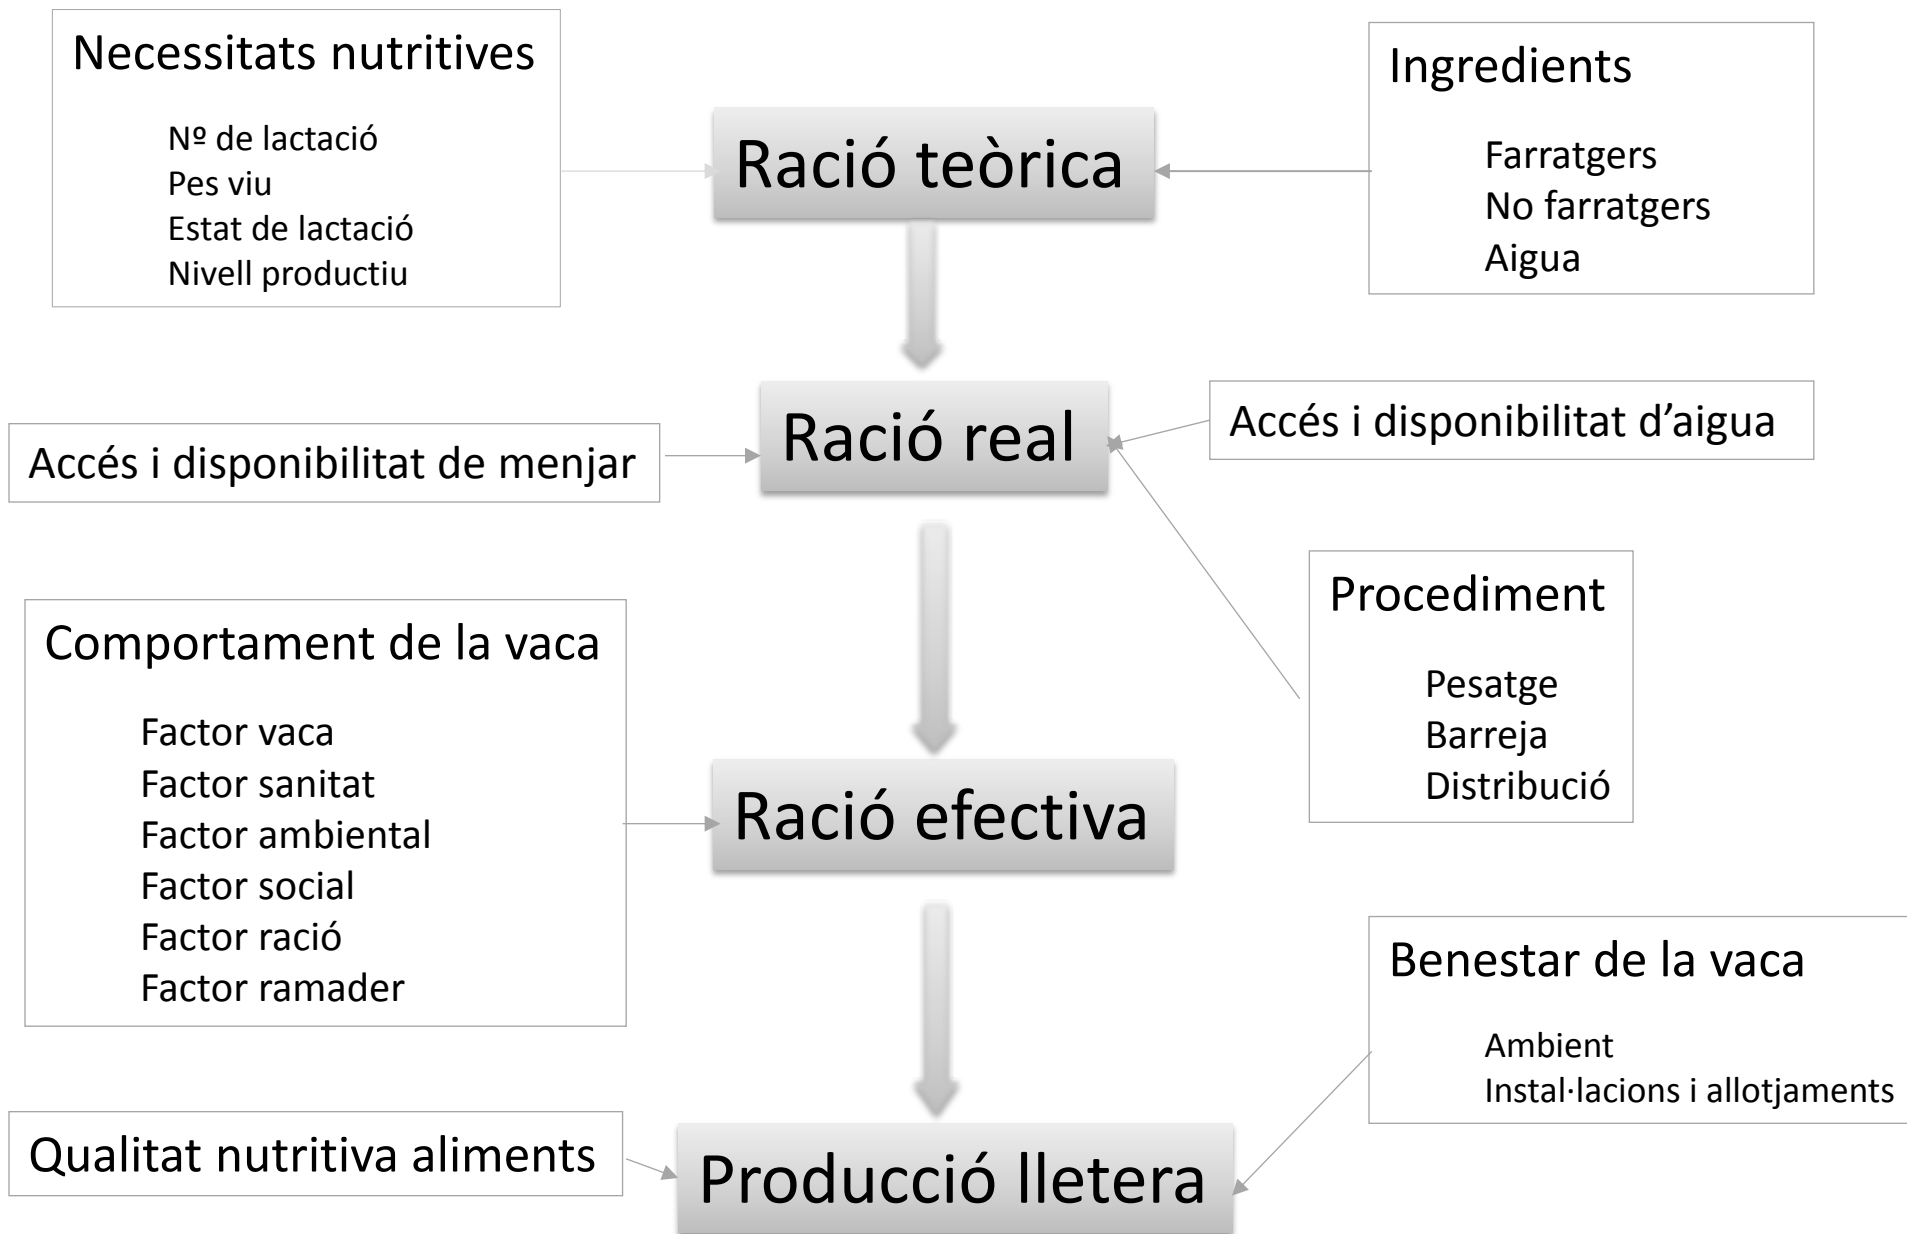 Necessitats nutritives
Nº de lactació
Pes viu
Estat de lactació
Nivell productiu
Ració teòrica
Ingredients
Farratgers
No farratgers
Aigua
Ració real
Accés i disponibilitat de menjar
Accés i disponibilitat d’aigua
Procediment
Pesatge
Barreja
Distribució
Comportament de la vaca
Factor vaca
Factor sanitat
Factor ambiental
Factor social
Factor ració
Factor ramader
Ració efectiva
Benestar de la vaca
Ambient
Instal·lacions i allotjaments
Qualitat nutritiva aliments
Producció lletera